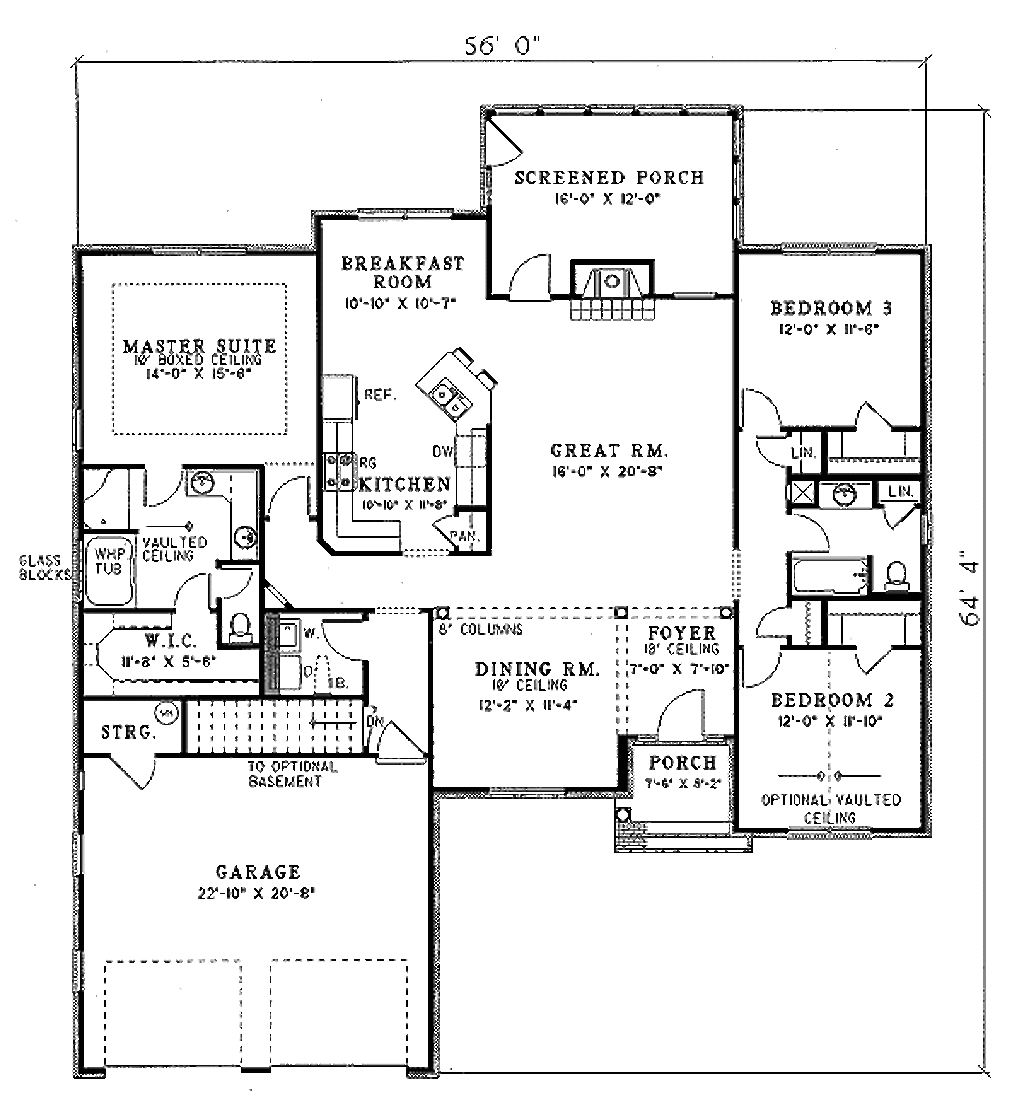 56' 0"
SCREENED PORCH
16'-0" X 12'-0"
BREAKFAST
ROOM
10'-10" X 10'-7"
BEDROOM 3
12'-0" X 11'-6"
MASTER SUITE
10' BOXED CEILING
14'-0" X 15'-6"
REF.
GREAT RM.
16'-0" X 20'-8"
DW
RG
KITCHEN
10'-10" X 11'-8"
LIN.
LIN.
PAN.
VAULTED
CEILING
WHP
TUB
GLASS
BLOCKS
64' 4"
W.I.C.
11'-8" X 5'-6"
W.
D.
B.
8' COLUMNS
FOYER
10' CEILING
7'-0" X 7'-10"
DINING RM.
10' CEILING
12'-2" X 11'-4"
BEDROOM 2
12'-0" X 11'-10"
STRG.
WH
DN
TO OPTIONAL
BASEMENT
PORCH
7'-6" X 8'-2"
OPTIONAL VAULTED
CEILING
GARAGE
22'-10" X 20'-8"